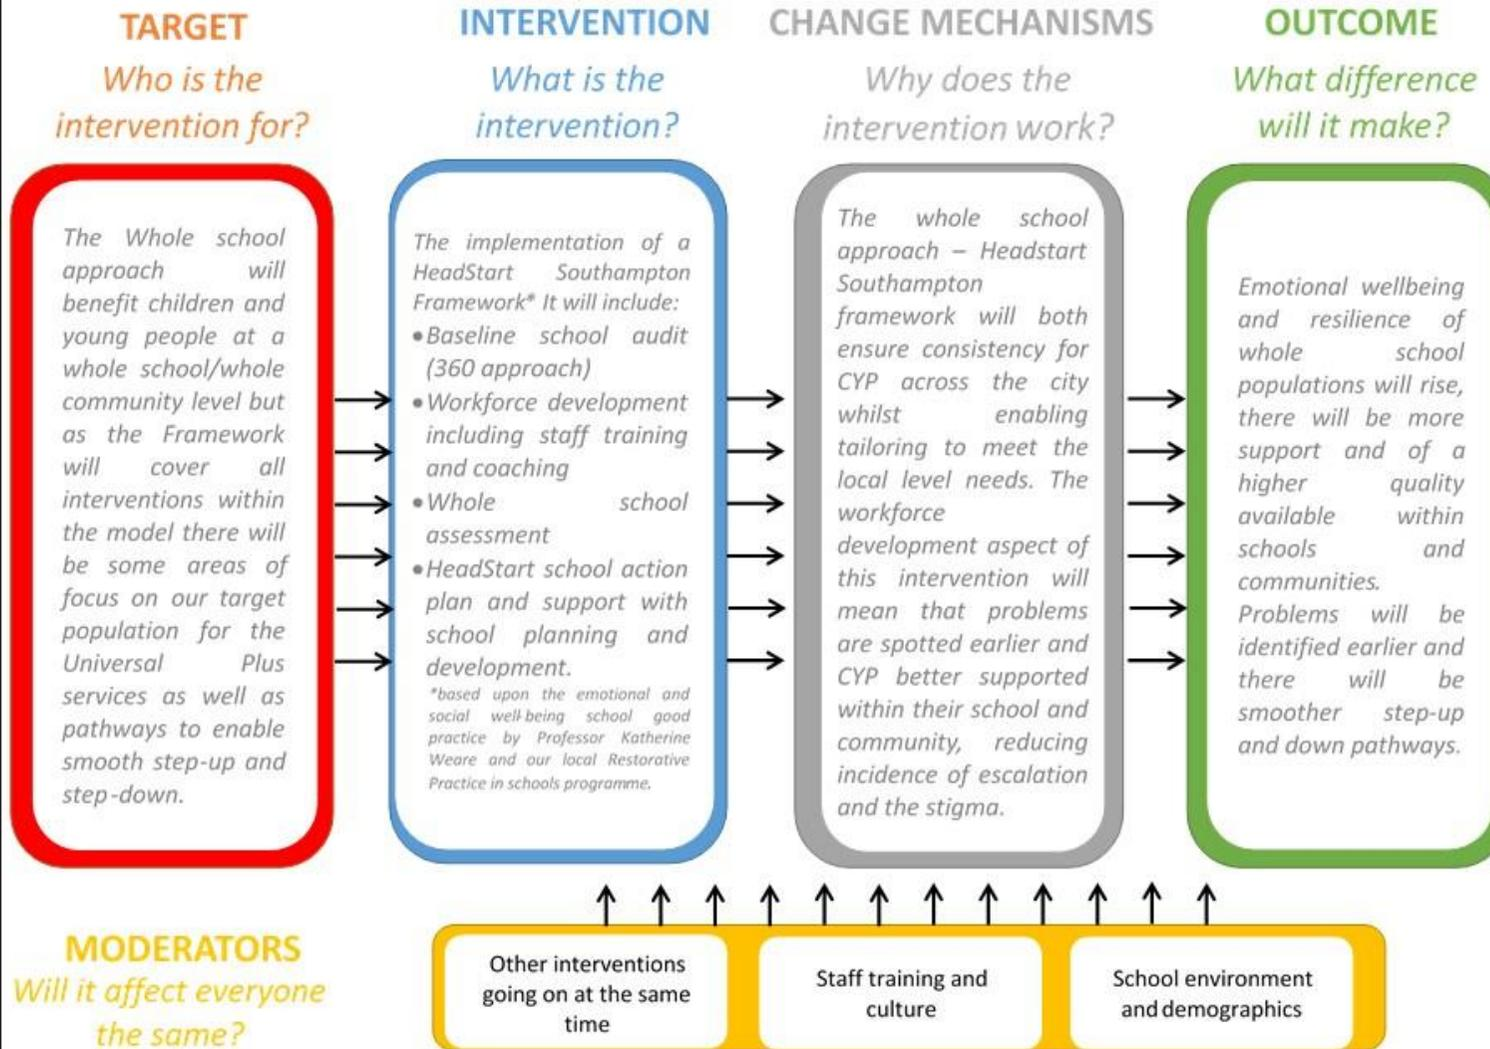 TARGET
Who is the
intervention for?
The Whole school
approach will
benefit children and
young people at a
whole school/whole
community level but
as the Framework
will cover all
interventions within
the model there will
be some areas of
focus on our target
population for the
Universal Plus
services as well as
pathways to enable
smooth step-up and
step-down.
INTERVENTION
What is the
intervention?
The implementation of a
HeadStart Southampton
Framework* It will include:
•Baseline school audit
(360 approach)
•Workforce development
including staff training
and coaching
•Whole school
assessment
•HeadStart school action
plan and support with
school planning and
development.
*based upon the emotional and
social well-being school good
practice by Professor Katherine
Weare and our local Restorative
Practice in schools programme.
CHANGE MECHANISMS
Why does the
intervention work?
The whole school
approach – Headstart
Southampton
framework will both
ensure consistency for
CYP across the city
whilst enabling
tailoring to meet the
local level needs. The
workforce
development aspect of
this intervention will
mean that problems
are spotted earlier and
CYP better supported
within their school and
community, reducing
incidence of escalation
and the stigma.
OUTCOME
What difference
will it make?
Emotional wellbeing
and resilience of
whole school
populations will rise,
there will be more
support and of a
higher quality
available within
schools and
communities.
Problems will be
identified earlier and
there will be
smoother step-up
and down pathways.
MODERATORS
Will it affect everyone
the same?
Other interventions
going on at the same
time
Staff training and
culture
School environment
and demographics